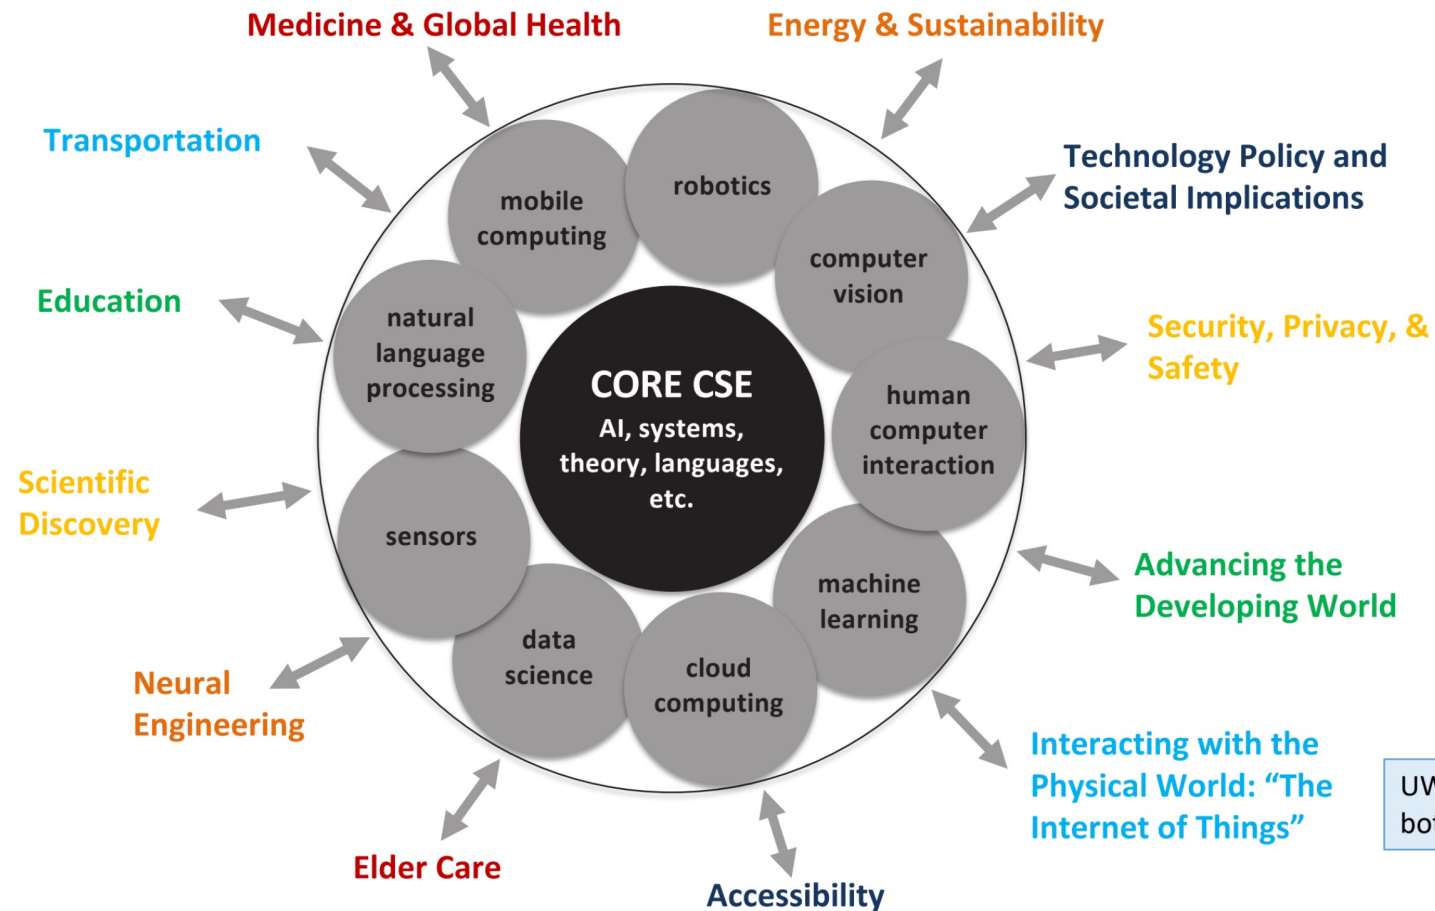 Medicine & Global Health
Energy & Sustainability
Transportation
Technology Policy and
Societal Implications
Education
Security, Privacy, &
Safety
Scientific
Discovery
Advancing the
Developing World
Neural
Engineering
Interacting with the
Physical World: “The
Internet of Things”
Elder Care
Accessibility
mobile
computing
robotics
computer
vision
natural
language
processing
human
computer
interaction
sensors
machine
learning
data
science
cloud
computing
CORE CSE
AI, systems,
theory, languages,
etc.